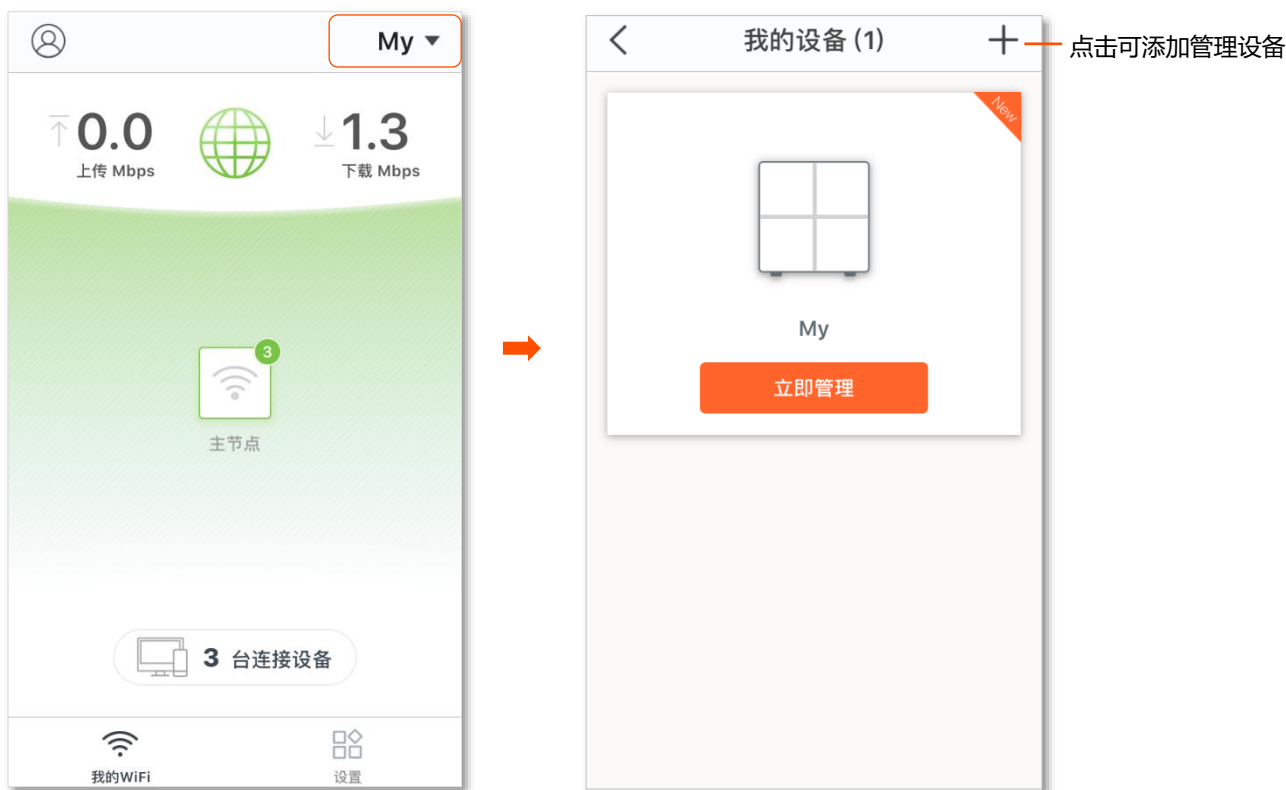 My
0.0
上传 Mbps
1.3
下载 Mbps
3
主节点
3 台连接设备
我的WiFi
设置
我的设备 (1)
点击可添加管理设备
New
My
立即管理